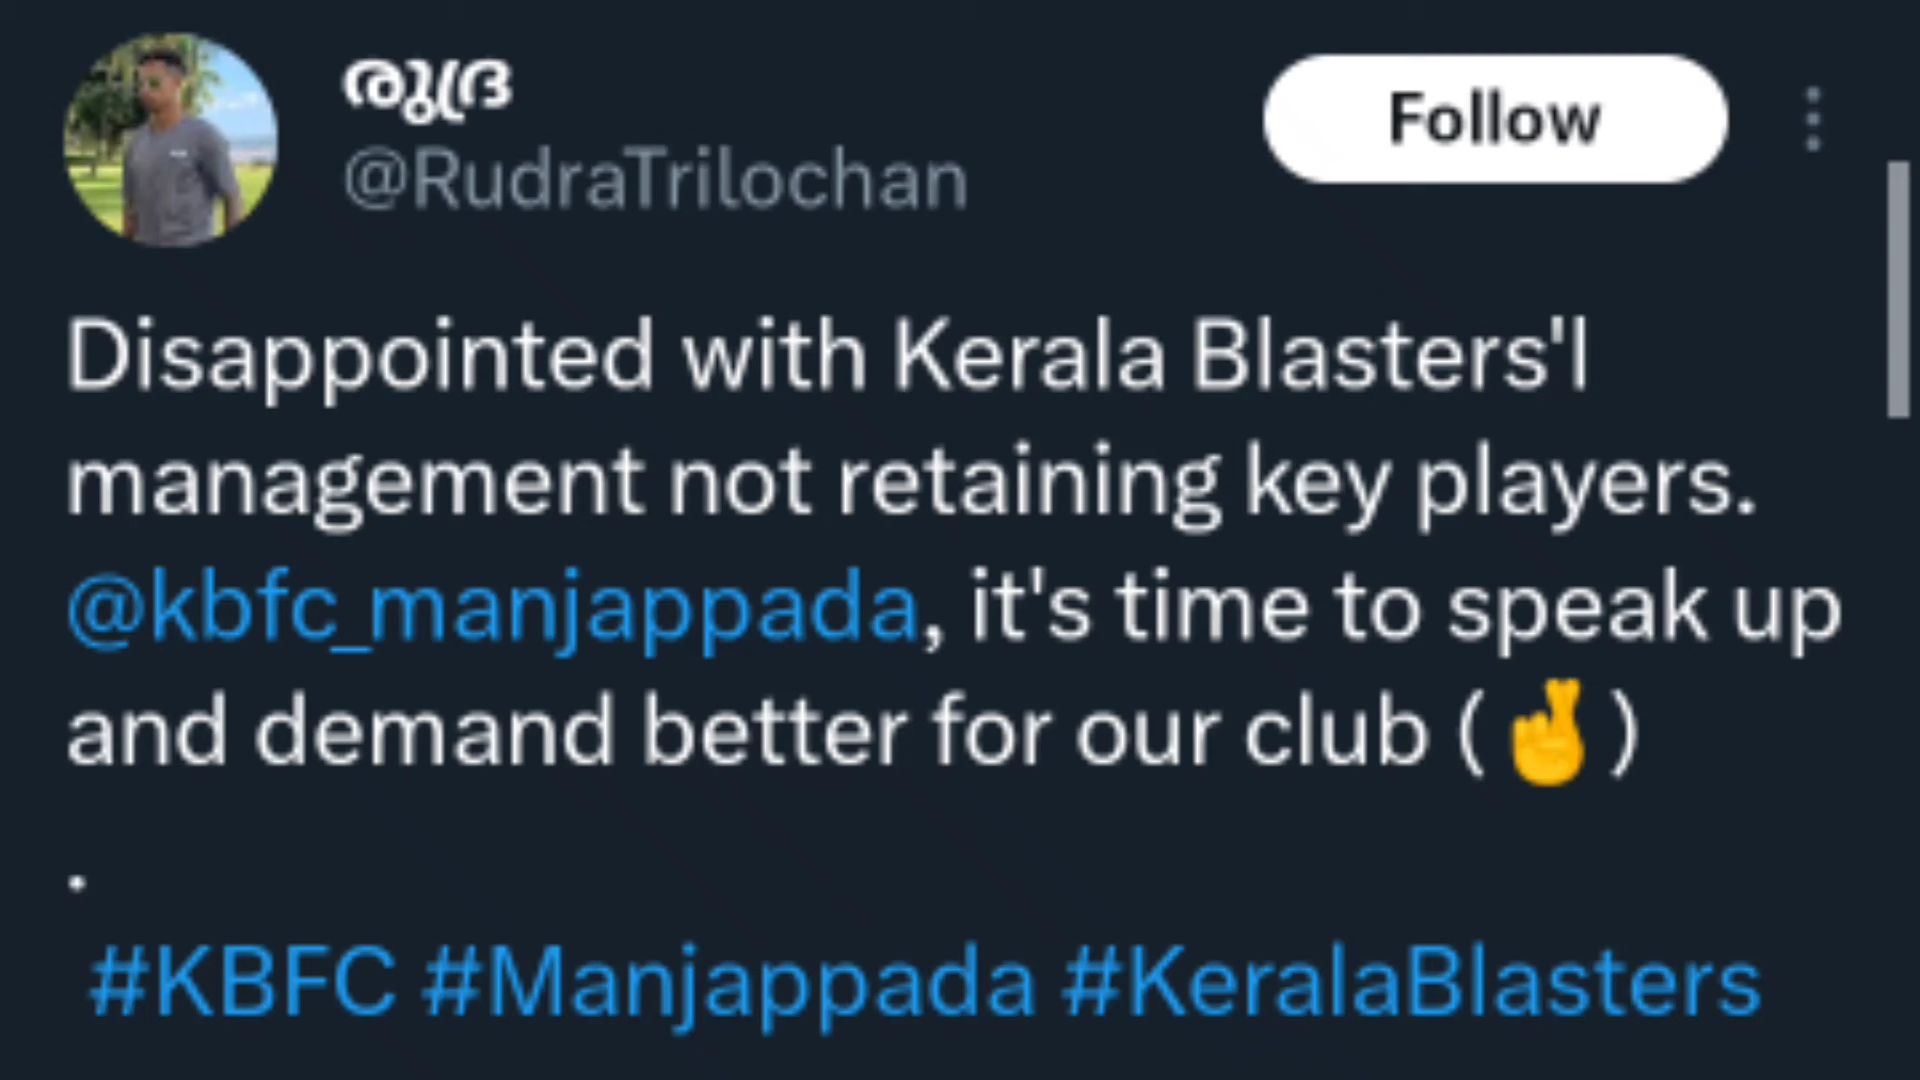 രുദ്ര
@RudraTrilochan
Follow
Disappointed with Kerala Blasters'l
management not retaining key players.
@kbfc_manjappada, it's time to speak up
and demand better for our club (🤞)
.
#KBFC #Manjappada #KeralaBlasters